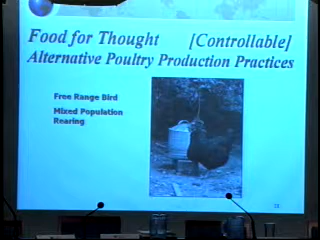 Food for Thought [Controllable]
Alternative Poultry Production Practices
Free Range Bird
Mixed Population
Rearing